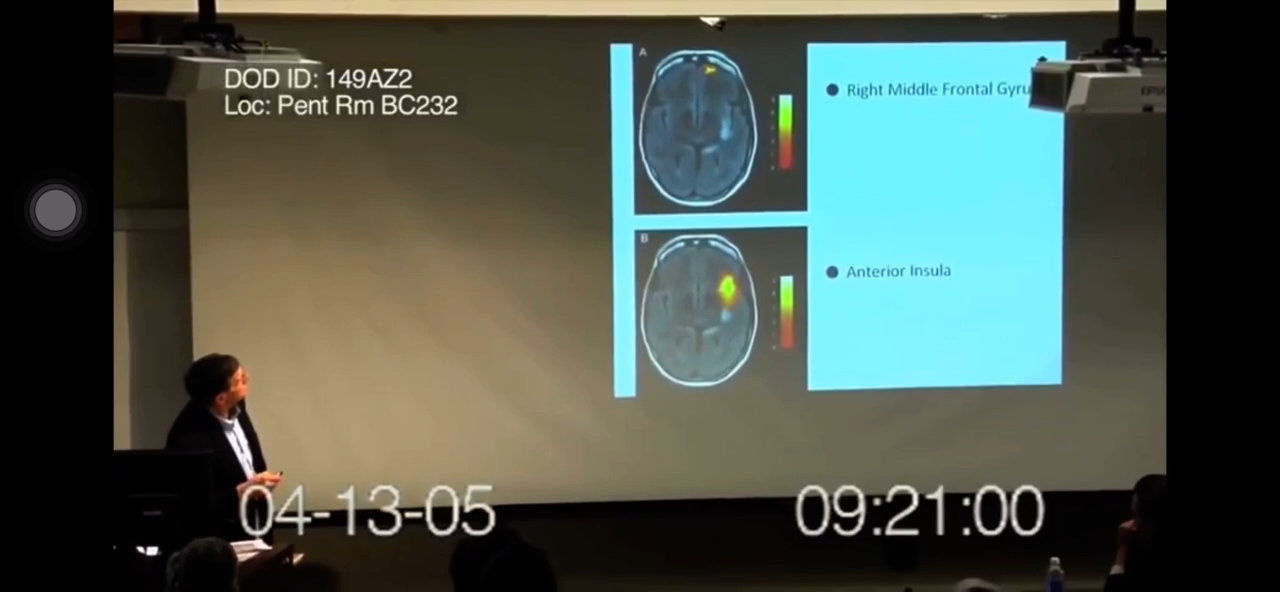 DOD ID: 149AZ2
Loc: Pent Rm BC232
A
Right Middle Frontal Gyru
B
Anterior Insula
04-13-05
09:21:00